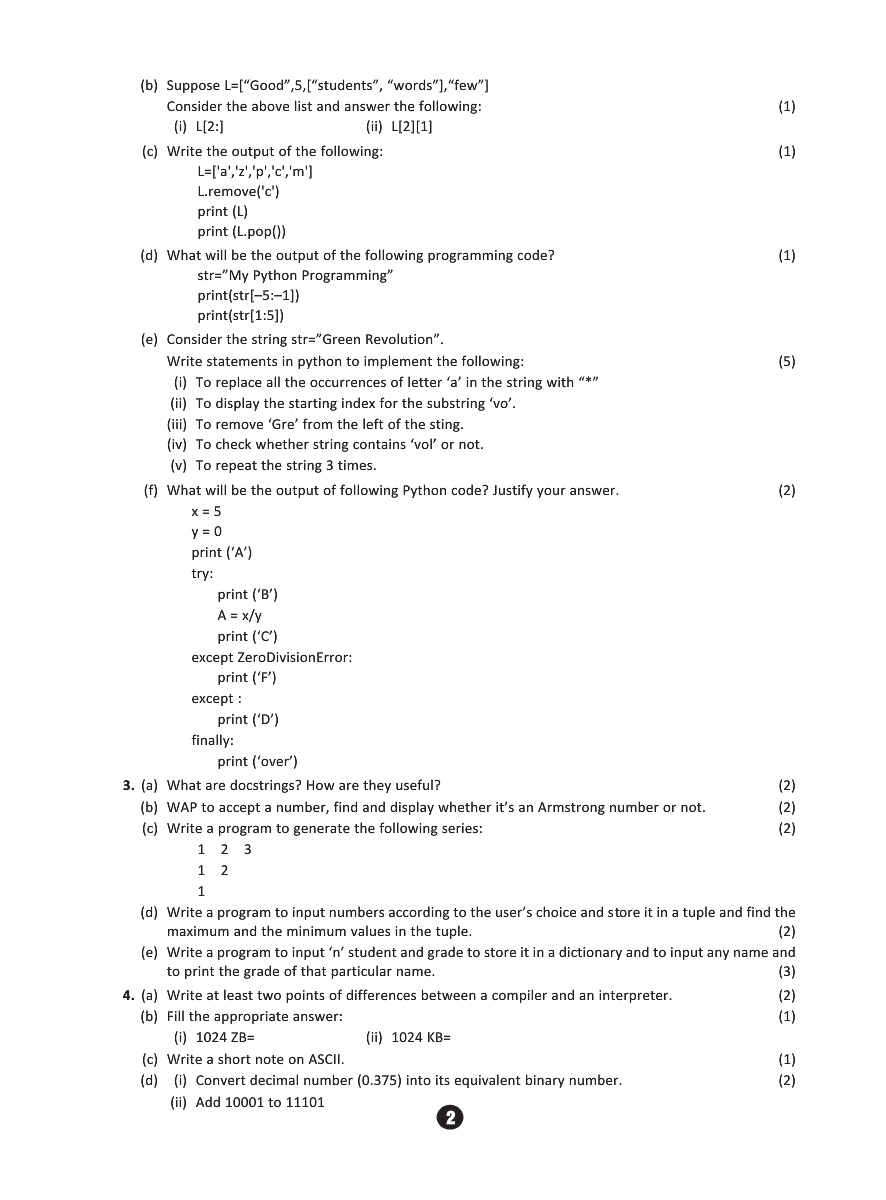 (b) Suppose L=[“Good”,5,[“students”, “words”],“few”]
Consider the above list and answer the following: (1)
(i) L[2:] (ii) L[2][1]
(c) Write the output of the following: (1)
L=['a','z','p','c','m']
L.remove('c')
print (L)
print (L.pop())
(d) What will be the output of the following programming code? (1)
str=”My Python Programming”
print(str[–5:–1])
print(str[1:5])
(e) Consider the string str=”Green Revolution”.
Write statements in python to implement the following: (5)
(i) To replace all the occurrences of letter ‘a’ in the string with “*”
(ii) To display the starting index for the substring ‘vo’.
(iii) To remove ‘Gre’ from the left of the sting.
(iv) To check whether string contains ‘vol’ or not.
(v) To repeat the string 3 times.
(f) What will be the output of following Python code? Justify your answer. (2)
x = 5
y = 0
print (‘A’)
try:
print (‘B’)
A = x/y
print (‘C’)
except ZeroDivisionError:
print (‘F’)
except :
print (‘D’)
finally:
print (‘over’)
3. (a) What are docstrings? How are they useful? (2)
(b) WAP to accept a number, find and display whether it’s an Armstrong number or not. (2)
(c) Write a program to generate the following series: (2)
1 2 3
1 2
1
(d) Write a program to input numbers according to the user’s choice and store it in a tuple and find the
maximum and the minimum values in the tuple. (2)
(e) Write a program to input ‘n’ student and grade to store it in a dictionary and to input any name and
to print the grade of that particular name. (3)
4. (a) Write at least two points of differences between a compiler and an interpreter. (2)
(b) Fill the appropriate answer: (1)
(i) 1024 ZB= (ii) 1024 KB=
(c) Write a short note on ASCII. (1)
(d) (i) Convert decimal number (0.375) into its equivalent binary number. (2)
(ii) Add 10001 to 11101
2